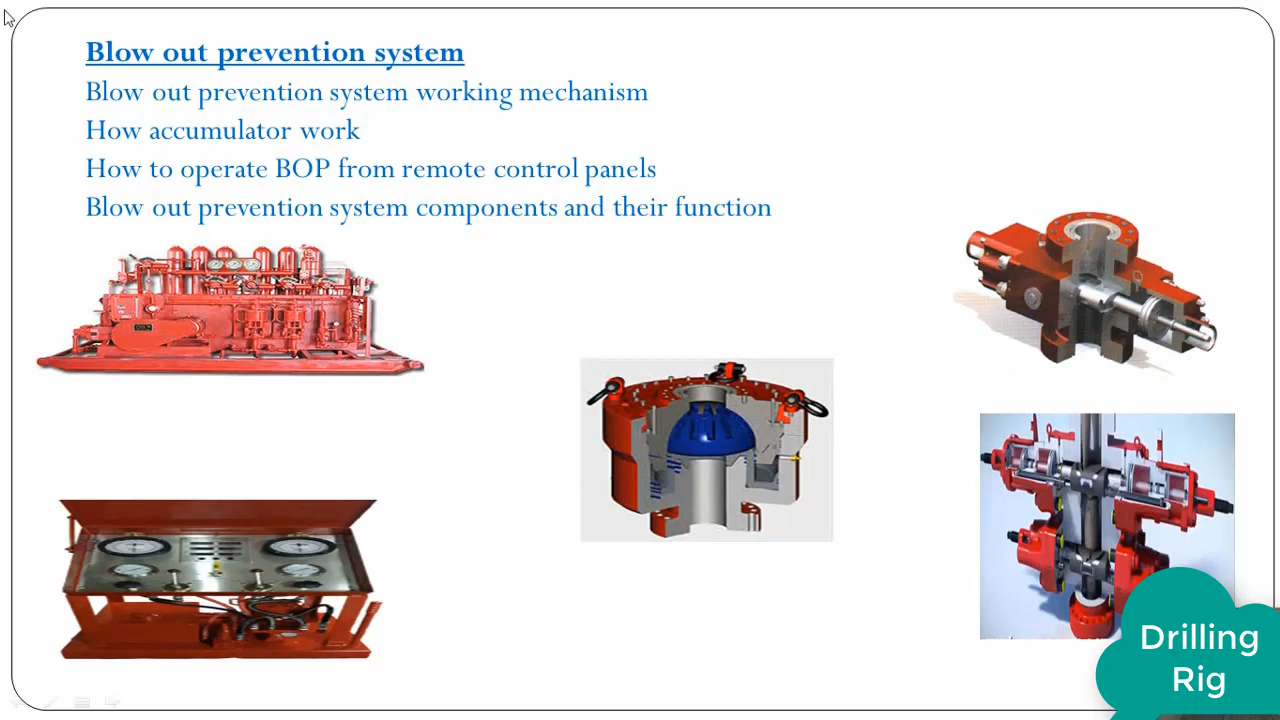 Blow out prevention system
Blow out prevention system working mechanism
How accumulator work
How to operate BOP from remote control panels
Blow out prevention system components and their function
Drilling
Rig